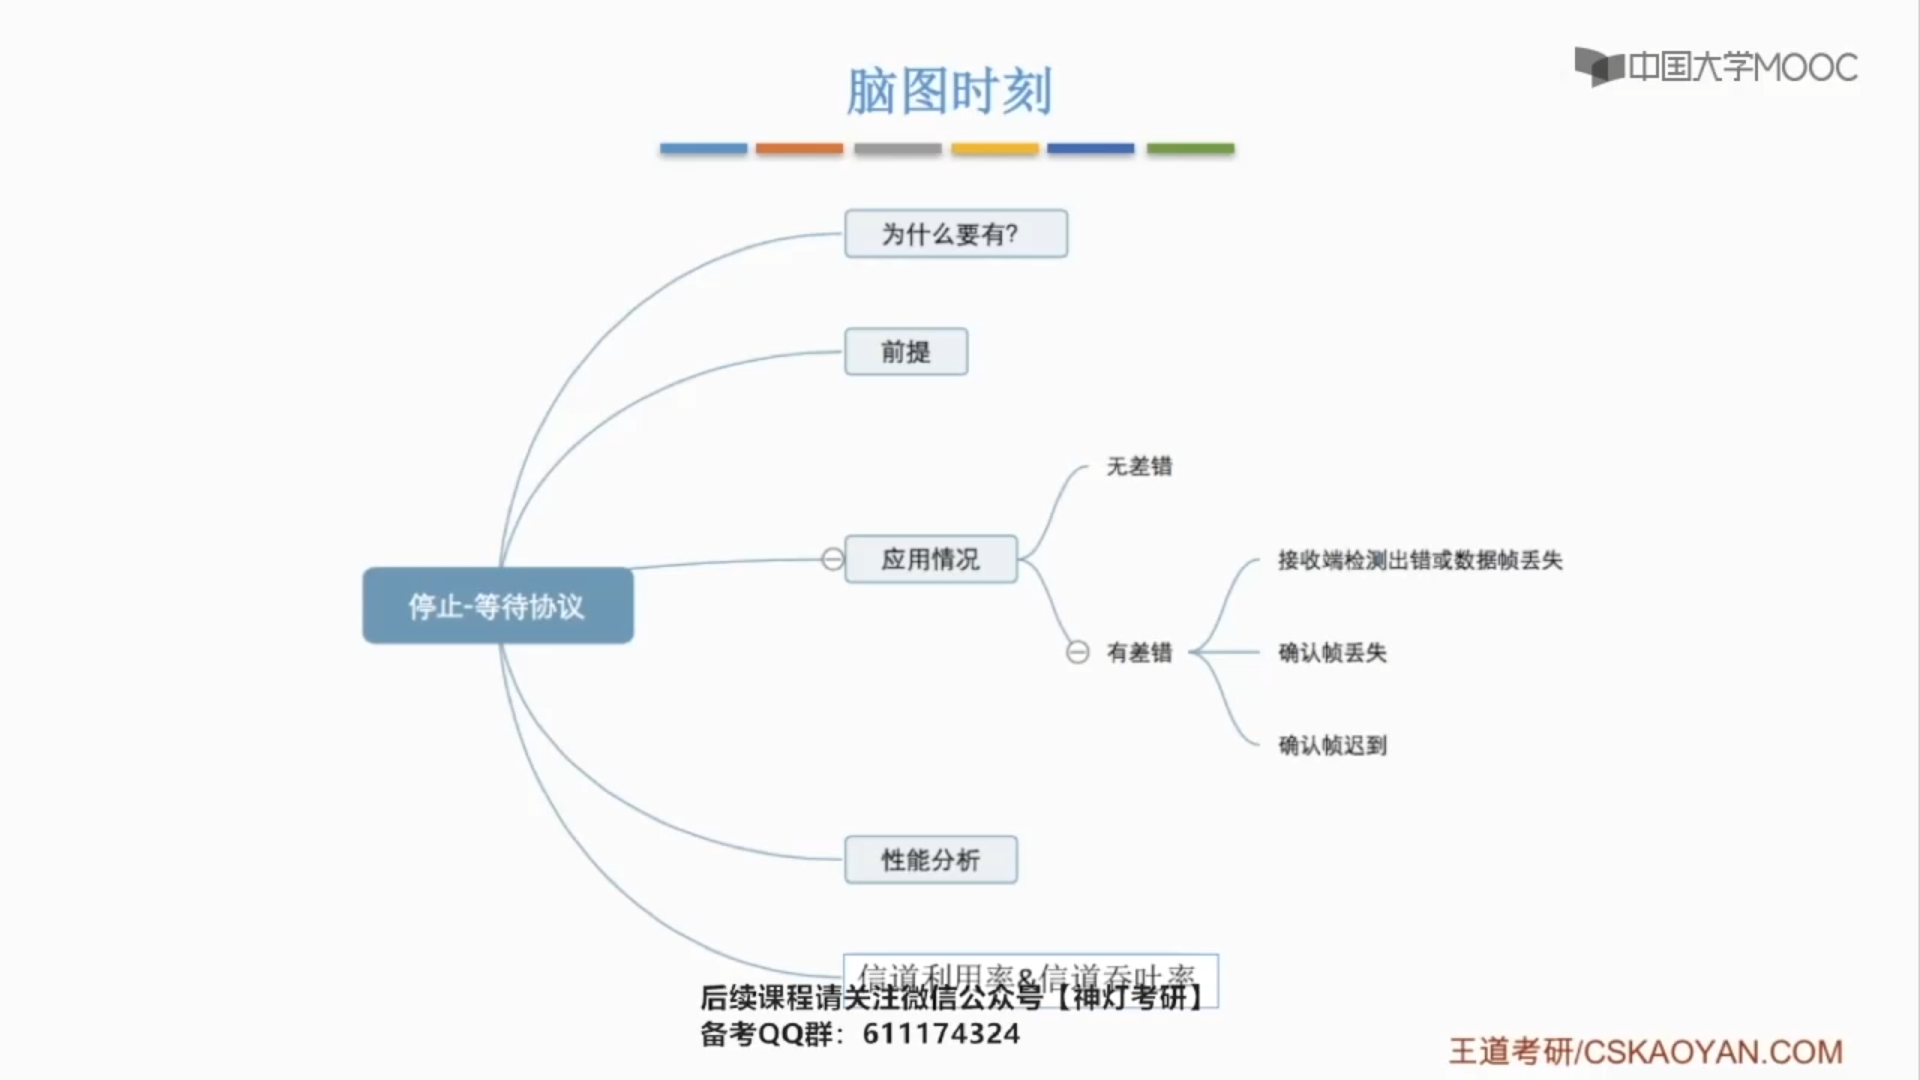 脑图时刻
中国大学MOOC
为什么要有?
前提
无差错
应用情况
接收端检测出错或数据帧丢失
停止-等待协议
有差错
确认帧丢失
确认帧迟到
性能分析
信道利用率&信道吞吐率
后续课程请关注微信公众号【神灯考研】
备考QQ群：611174324
王道考研/CSKAOYAN.COM